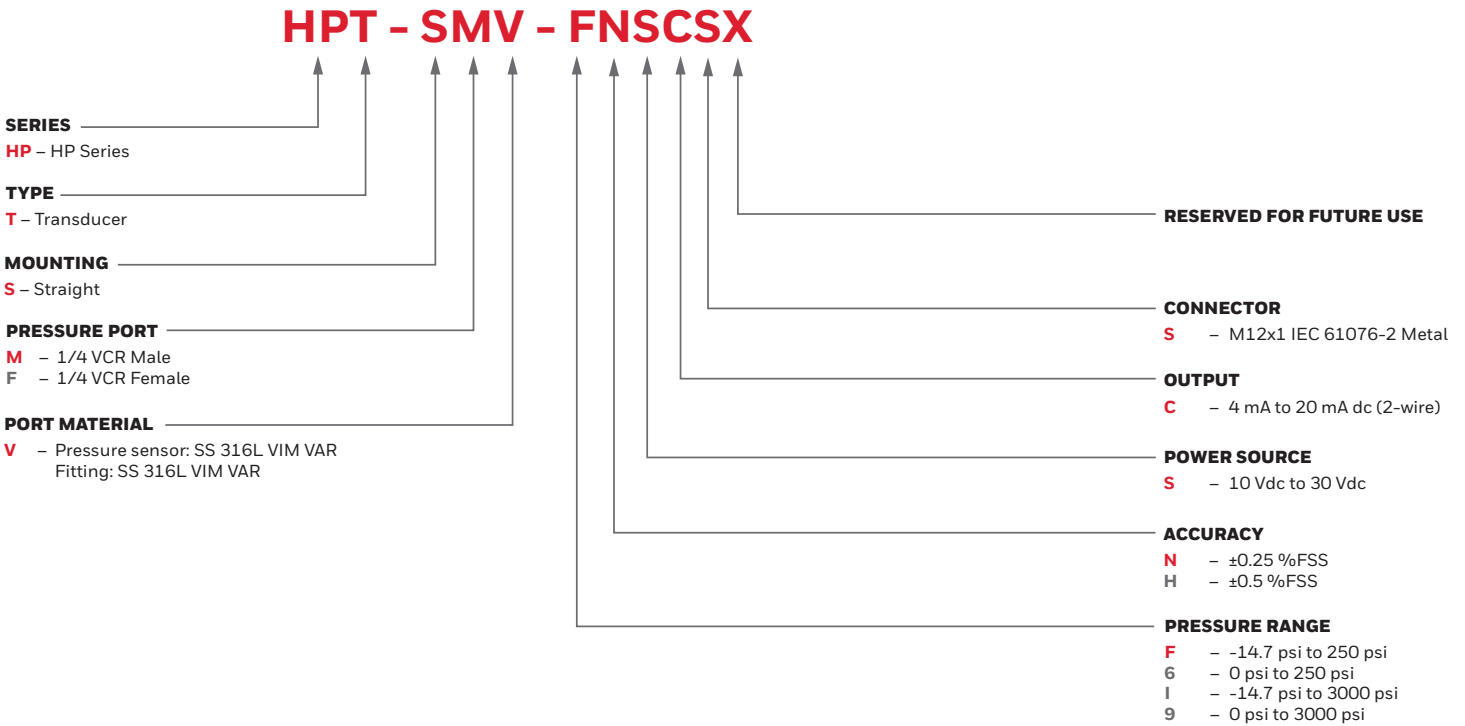 HPT - SMV - FNSCSX
SERIES
HP – HP Series
TYPE
T – Transducer
MOUNTING
S – Straight
PRESSURE PORT
M – 1/4 VCR Male
F – 1/4 VCR Female
PORT MATERIAL
V – Pressure sensor: SS 316L VIM VAR
Fitting: SS 316L VIM VAR
RESERVED FOR FUTURE USE
CONNECTOR
S – M12x1 IEC 61076-2 Metal
OUTPUT
C – 4 mA to 20 mA dc (2-wire)
POWER SOURCE
S – 10 Vdc to 30 Vdc
ACCURACY
N – ±0.25 %FSS
H – ±0.5 %FSS
PRESSURE RANGE
F – -14.7 psi to 250 psi
6 – 0 psi to 250 psi
I – -14.7 psi to 3000 psi
9 – 0 psi to 3000 psi